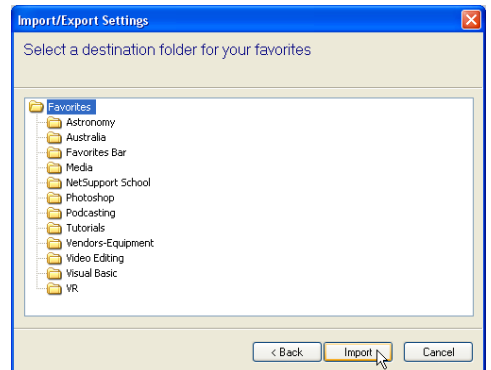 Import/Export Settings
Select a destination folder for your favorites
Favorites
Astronomy
Australia
Favorites Bar
Media
NetSupport School
Photoshop
Podcasting
Tutorials
Vendors-Equipment
Video Editing
Visual Basic
VR
< Back Import Cancel